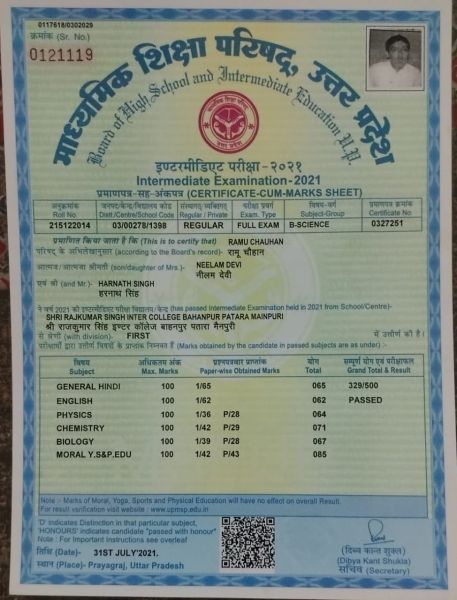 0117618/0302029
क्रमांक (Sr. No.)
0121119
माध्यमिक शिक्षा परिषद्, उत्तर प्रदेश
Board of High School and Intermediate Education U.P.
इण्टरमीडिएट परीक्षा-२०२१
Intermediate Examination-2021
प्रमाणपत्र-सह-अंकपत्र (CERTIFICATE-CUM-MARKS SHEET)
अनुक्रमांक जनपद/केन्द्र/विद्यालय कोड संस्थागत/व्यक्तिगत परीक्षा प्रवर्ग विषय-वर्ग प्रमाणपत्र क्रमांक
Roll No. Distt./Centre/School Code Regular / Private Exam. Type Subject-Group Certificate No.
215122014 03/00278/1398 REGULAR FULL EXAM B-SCIENCE 0327251
प्रमाणित किया जाता है कि (This is to certify that) RAMU CHAUHAN
परिषद् के अभिलेखानुसार (according to the Board's record)- रामू चौहान
आत्मज/आत्मजा श्रीमती (son/daughter of Mrs.)- NEELAM DEVI
नीलम देवी
एवं श्री (and Mr.)- HARNATH SINGH
हरनाथ सिंह
ने वर्ष 2021 की इण्टरमीडिएट परीक्षा विद्यालय/केन्द्र (has passed Intermediate Examination held in 2021 from School/Centre)-
SHRI RAJKUMAR SINGH INTER COLLEGE BAHANPUR PATARA MAINPURI
श्री राजकुमार सिंह इण्टर कॉलेज बाहनपुर पतारा मैनपुरी
से श्रेणी (with division)- FIRST में उत्तीर्ण की है।
परीक्षार्थी द्वारा उत्तीर्ण विषयों के प्राप्तांक निम्नवत हैं (Marks obtained by the candidate in passed subjects are as under) :-
विषय अधिकतम अंक प्रश्नपत्रवार प्राप्तांक योग सम्पूर्ण योग एवं परीक्षाफल
Subject Max. Marks Paper-wise Obtained Marks Total Grand Total & Result
GENERAL HINDI 100 1/65 065 329/500
ENGLISH 100 1/62 062 PASSED
PHYSICS 100 1/36 P/28 064
CHEMISTRY 100 1/42 P/29 071
BIOLOGY 100 1/39 P/28 067
MORAL Y.S&P.EDU 100 1/42 P/43 085
Note :- Marks of Moral, Yoga, Sports and Physical Education will have no effect on overall Result.
For result varification visit website : www.upmsp.edu.in
'D' indicates Distinction in that particular subject,
'HONOURS' indicates candidate "passed with honour"
Note:- For Important Instructions see overleaf
तिथि (Date)- 31ST JULY'2021.
स्थान (Place)- Prayagraj, Uttar Pradesh
(दिव्य कान्त शुक्ल)
(Dibya Kant Shukla)
सचिव (Secretary)